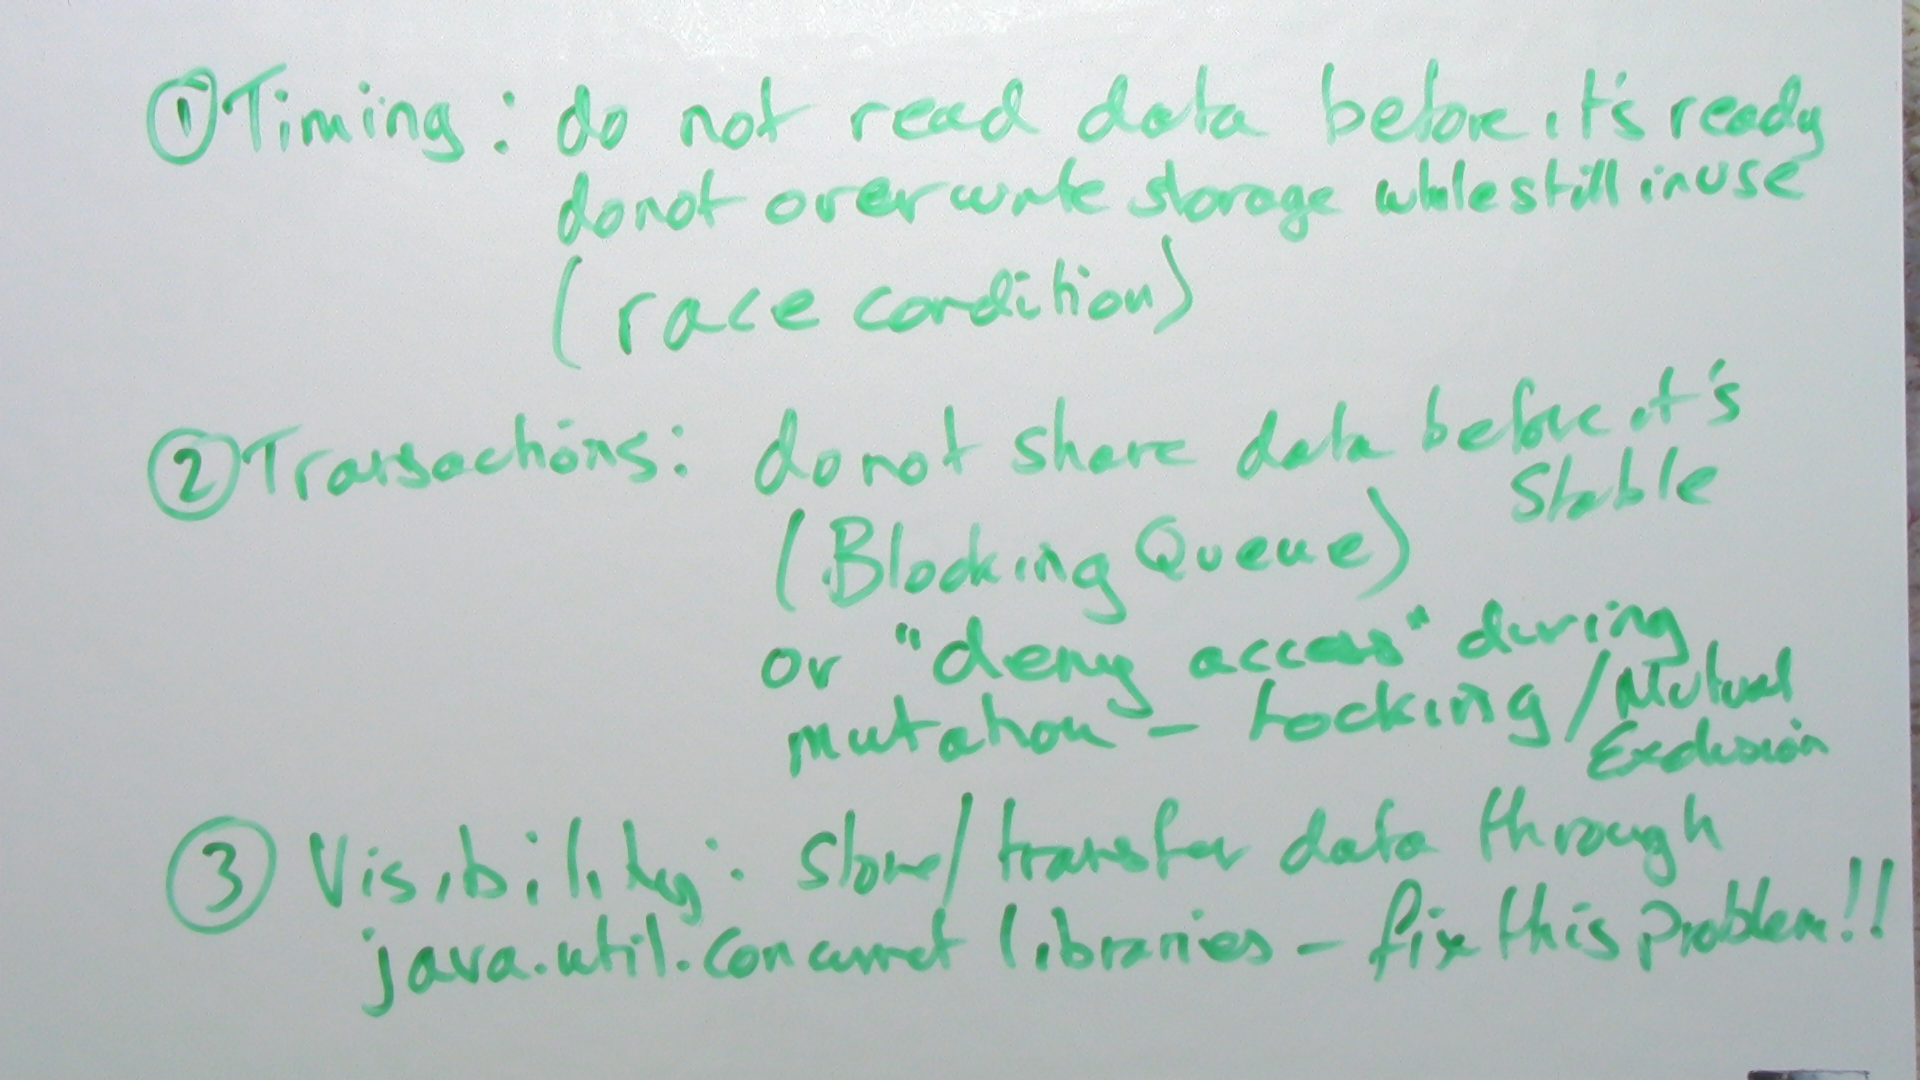 ① Timing: do not read data before it's ready
do not overwrite storage while still in use
(race condition)
② Transactions: do not share data before it's
stable
(Blocking Queue)
or "deny access" during
mutation - Locking / Mutual
Exclusion
③ Visibility: Store/transfer data through
java.util.concurrent libraries - fix this problem!!